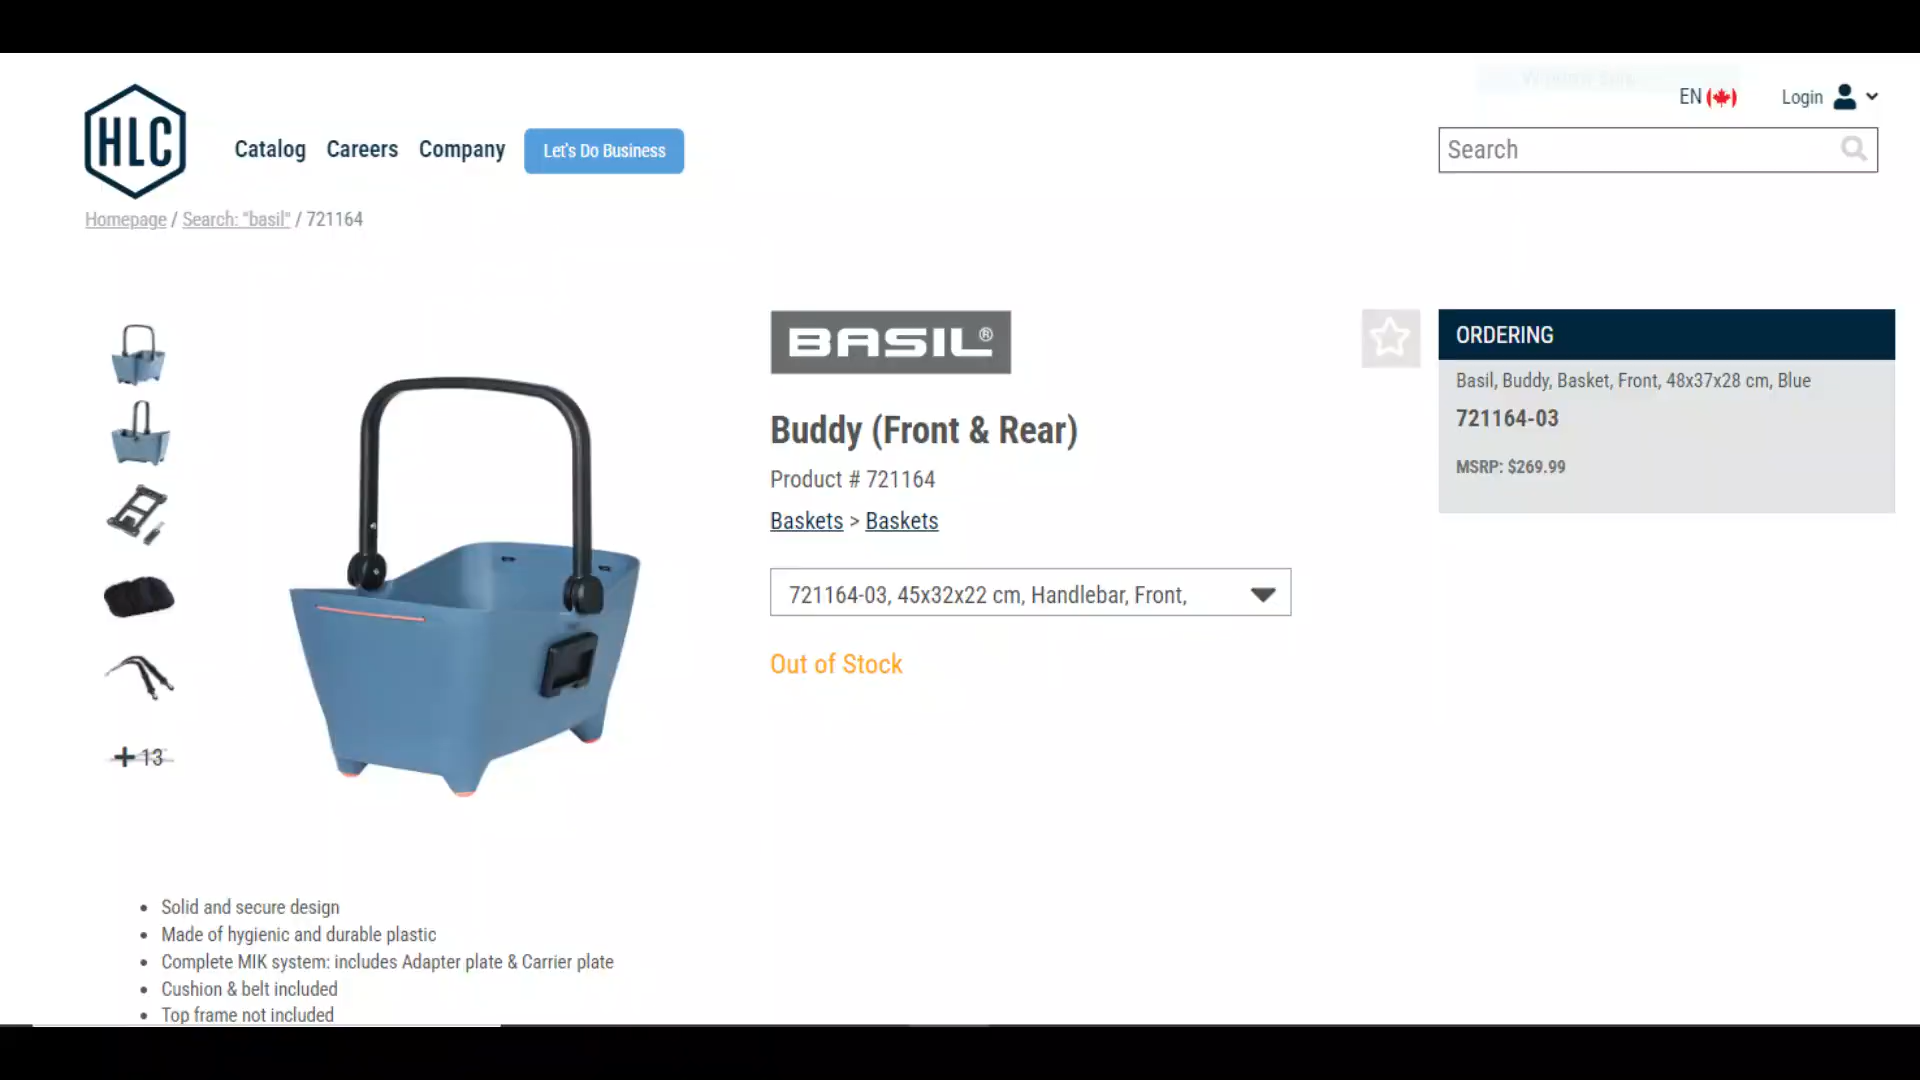 EN
Login
HLC
Catalog
Careers
Company
Let's Do Business
Search
Homepage / Search: "basil" / 721164
BASIL®
ORDERING
Basil, Buddy, Basket, Front, 48x37x28 cm, Blue
721164-03
MSRP: $269.99
Buddy (Front & Rear)
Product # 721164
Baskets > Baskets
721164-03, 45x32x22 cm, Handlebar, Front,
Out of Stock
+13
• Solid and secure design
• Made of hygienic and durable plastic
• Complete MIK system: includes Adapter plate & Carrier plate
• Cushion & belt included
• Top frame not included